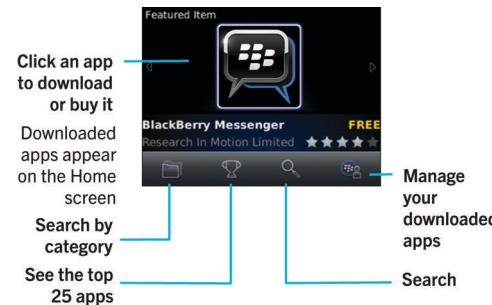 Featured Item
Click an app
to download
or buy it
BlackBerry Messenger FREE
Research In Motion Limited
Downloaded
apps appear
on the Home
screen
Search by
category
See the top
25 apps
Manage
your
downloaded
apps
Search